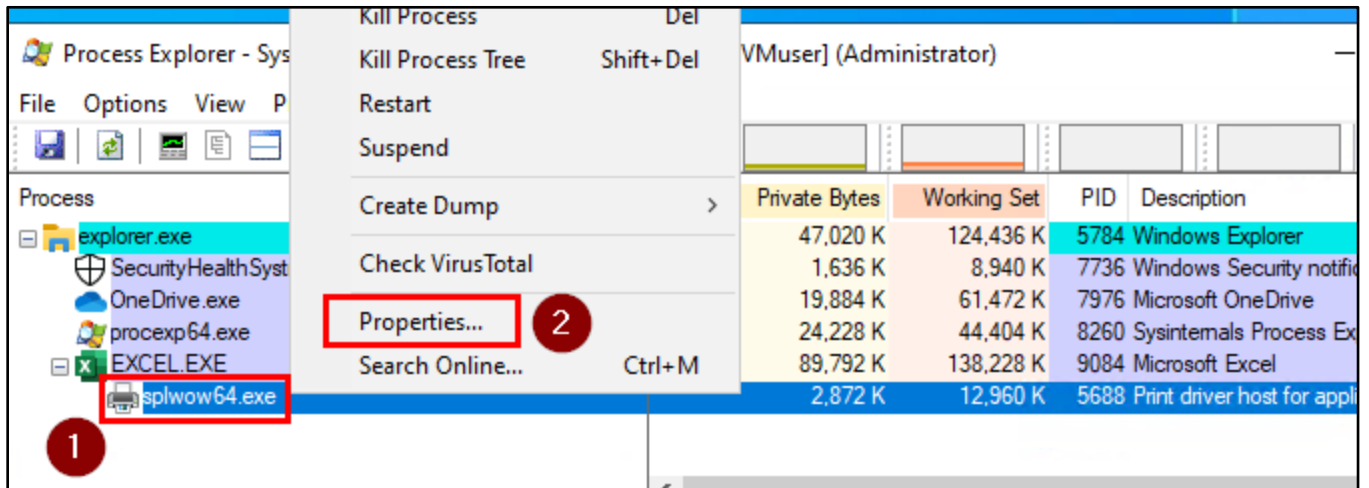 Kill Process Del
Process Explorer - Sys VMuser] (Administrator)
Kill Process Tree Shift+Del
File Options View P
Restart
Suspend
Process Private Bytes Working Set PID Description
Create Dump
explorer.exe 47,020 K 124,436 K 5784 Windows Explorer
SecurityHealthSyst 1,636 K 8,940 K 7736 Windows Security notific
Check VirusTotal
OneDrive.exe 19,884 K 61,472 K 7976 Microsoft OneDrive
Properties... 2
procexp64.exe 24,228 K 44,404 K 8260 Sysinternals Process Ex
EXCEL.EXE 89,792 K 138,228 K 9084 Microsoft Excel
Search Online... Ctrl+M
splwow64.exe 2,872 K 12,960 K 5688 Print driver host for appli
1